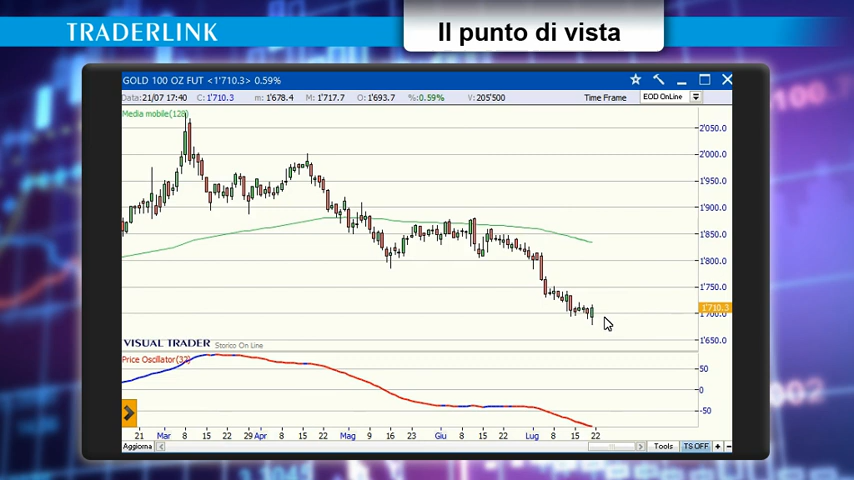 TRADERLINK
Il punto di vista
GOLD 100 OZ FUT <1'710.3> 0.59%
Data: 21/07 17:40 C: 1'710.3 m: 1'678.4 M: 1'717.7 O: 1'693.7 %:0.59% V:205'500 Time Frame EOD OnLine
Media mobile(128)
2'050.0
2'000.0
1'950.0
1'900.0
1'850.0
1'800.0
1'750.0
1'710.3
1'700.0
1'650.0
VISUAL TRADER Storico On Line
Price Oscillator(37)
50
0
-50
21 Mar 8 15 22 29 Apr 8 15 22 Mag 9 16 23 Giu 8 15 22 Lug 8 15 22
Aggiorna Tools TS OFF + -